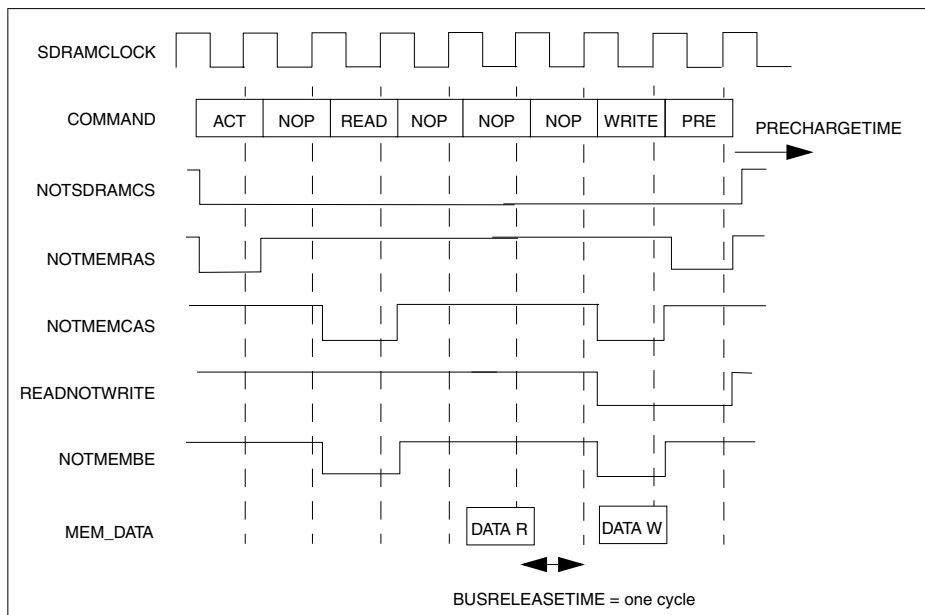 SDRAMCLOCK
COMMAND ACT NOP READ NOP NOP NOP WRITE PRE
PRECHARGETIME
NOTSDRAMCS
NOTMEMRAS
NOTMEMCAS
READNOTWRITE
NOTMEMBE
MEM_DATA DATA R DATA W
BUSRELEASETIME = one cycle